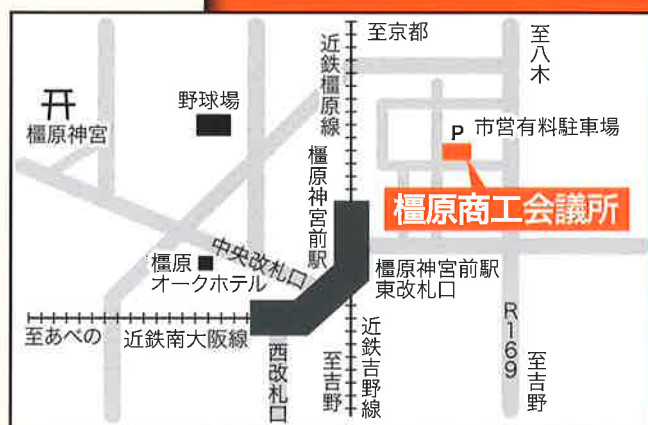 至京都
至八木
近鉄橿原線
野球場
橿原神宮
P 市営有料駐車場
橿原商工会議所
橿原神宮前駅
中央改札口
橿原
オークホテル
橿原神宮前駅
東改札口
至あべの
近鉄南大阪線
西改札口
至吉野
近鉄吉野線
R169
至吉野